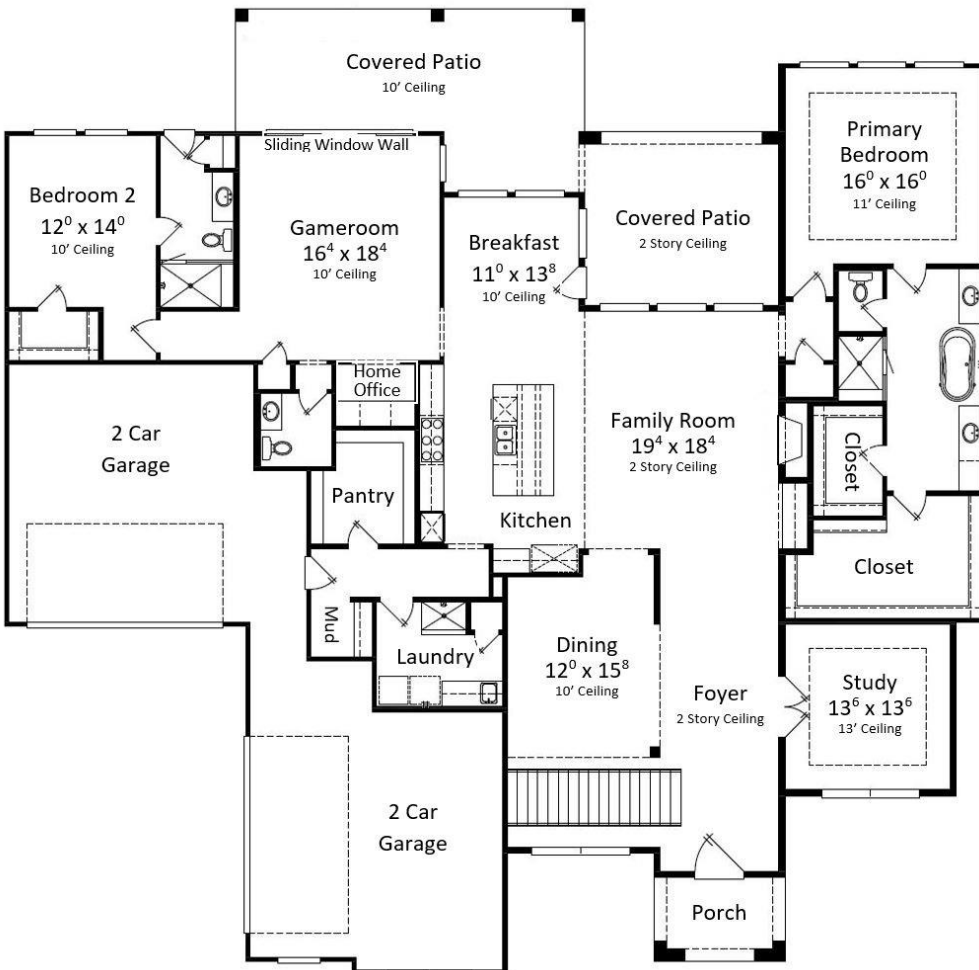 Covered Patio
10' Ceiling
Sliding Window Wall
Primary
Bedroom
16⁰ x 16⁰
11' Ceiling
Bedroom 2
12⁰ x 14⁰
10' Ceiling
Gameroom
16⁴ x 18⁴
10' Ceiling
Breakfast
11⁰ x 13⁸
10' Ceiling
Covered Patio
2 Story Ceiling
Home
Office
2 Car
Garage
Family Room
19⁴ x 18⁴
2 Story Ceiling
Closet
Pantry
Kitchen
Closet
Mud
Laundry
Dining
12⁰ x 15⁸
10' Ceiling
Foyer
2 Story Ceiling
Study
13⁶ x 13⁶
13' Ceiling
2 Car
Garage
Porch